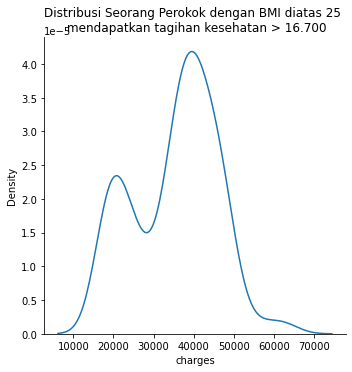 Distribusi Seorang Perokok dengan BMI diatas 25
mendapatkan tagihan kesehatan > 16.700
1e−5
4.0
3.5
3.0
2.5
2.0
1.5
1.0
0.5
0.0
Density
10000 20000 30000 40000 50000 60000 70000
charges